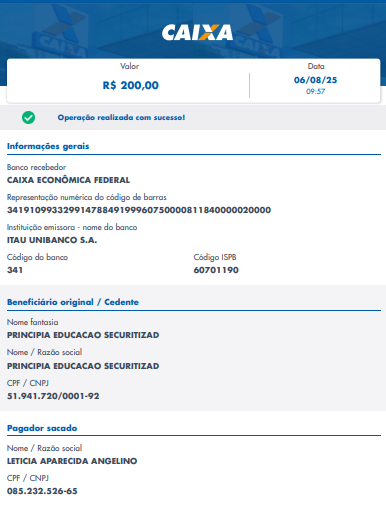 CAIXA
Valor
R$ 200,00
Data
06/08/25
09:57
Operação realizada com sucesso!
Informações gerais
Banco recebedor
CAIXA ECONÔMICA FEDERAL
Representação numérica do código de barras
34191099332991478849199960750000811840000020000
Instituição emissora - nome do banco
ITAU UNIBANCO S.A.
Código do banco
341
Código ISPB
60701190
Beneficiário original / Cedente
Nome fantasia
PRINCIPIA EDUCACAO SECURITIZAD
Nome / Razão social
PRINCIPIA EDUCACAO SECURITIZAD
CPF / CNPJ
51.941.720/0001-92
Pagador sacado
Nome / Razão social
LETICIA APARECIDA ANGELINO
CPF / CNPJ
085.232.526-65